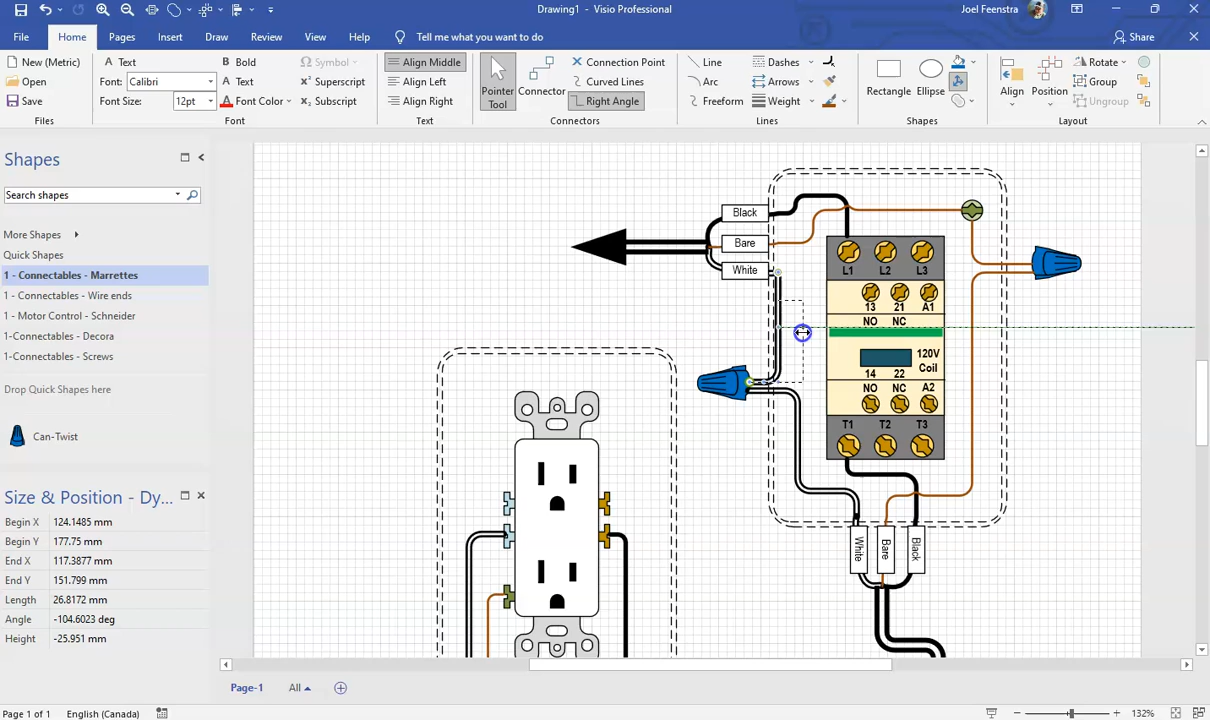 Drawing1 - Visio Professional
Joel Feenstra
File
Home
Pages
Insert
Draw
Review
View
Help
Tell me what you want to do
Share
New (Metric)
Open
Save
Files
Text
Font:
Calibri
Font Size:
12pt
Bold
Text
Font Color
Symbol
Superscript
Subscript
Font
Align Middle
Align Left
Align Right
Text
Pointer
Tool
Connector
Connection Point
Curved Lines
Right Angle
Connectors
Line
Arc
Freeform
Dashes
Arrows
Weight
Lines
Rectangle
Ellipse
Shapes
Align
Position
Rotate
Group
Ungroup
Layout
Shapes
Search shapes
More Shapes
Quick Shapes
1 - Connectables - Marrettes
1 - Connectables - Wire ends
1 - Motor Control - Schneider
1-Connectables - Decora
1-Connectables - Screws
Drop Quick Shapes here
Can-Twist
Size & Position - Dy...
Begin X
124.1485 mm
Begin Y
177.75 mm
End X
117.3877 mm
End Y
151.799 mm
Length
26.8172 mm
Angle
-104.6023 deg
Height
-25.951 mm
Black
Bare
White
L1
L2
L3
13
21
A1
NO
NC
120V
Coil
14
22
NO
NC
A2
T1
T2
T3
White
Bare
Black
Page-1
All
Page 1 of 1
English (Canada)
132%